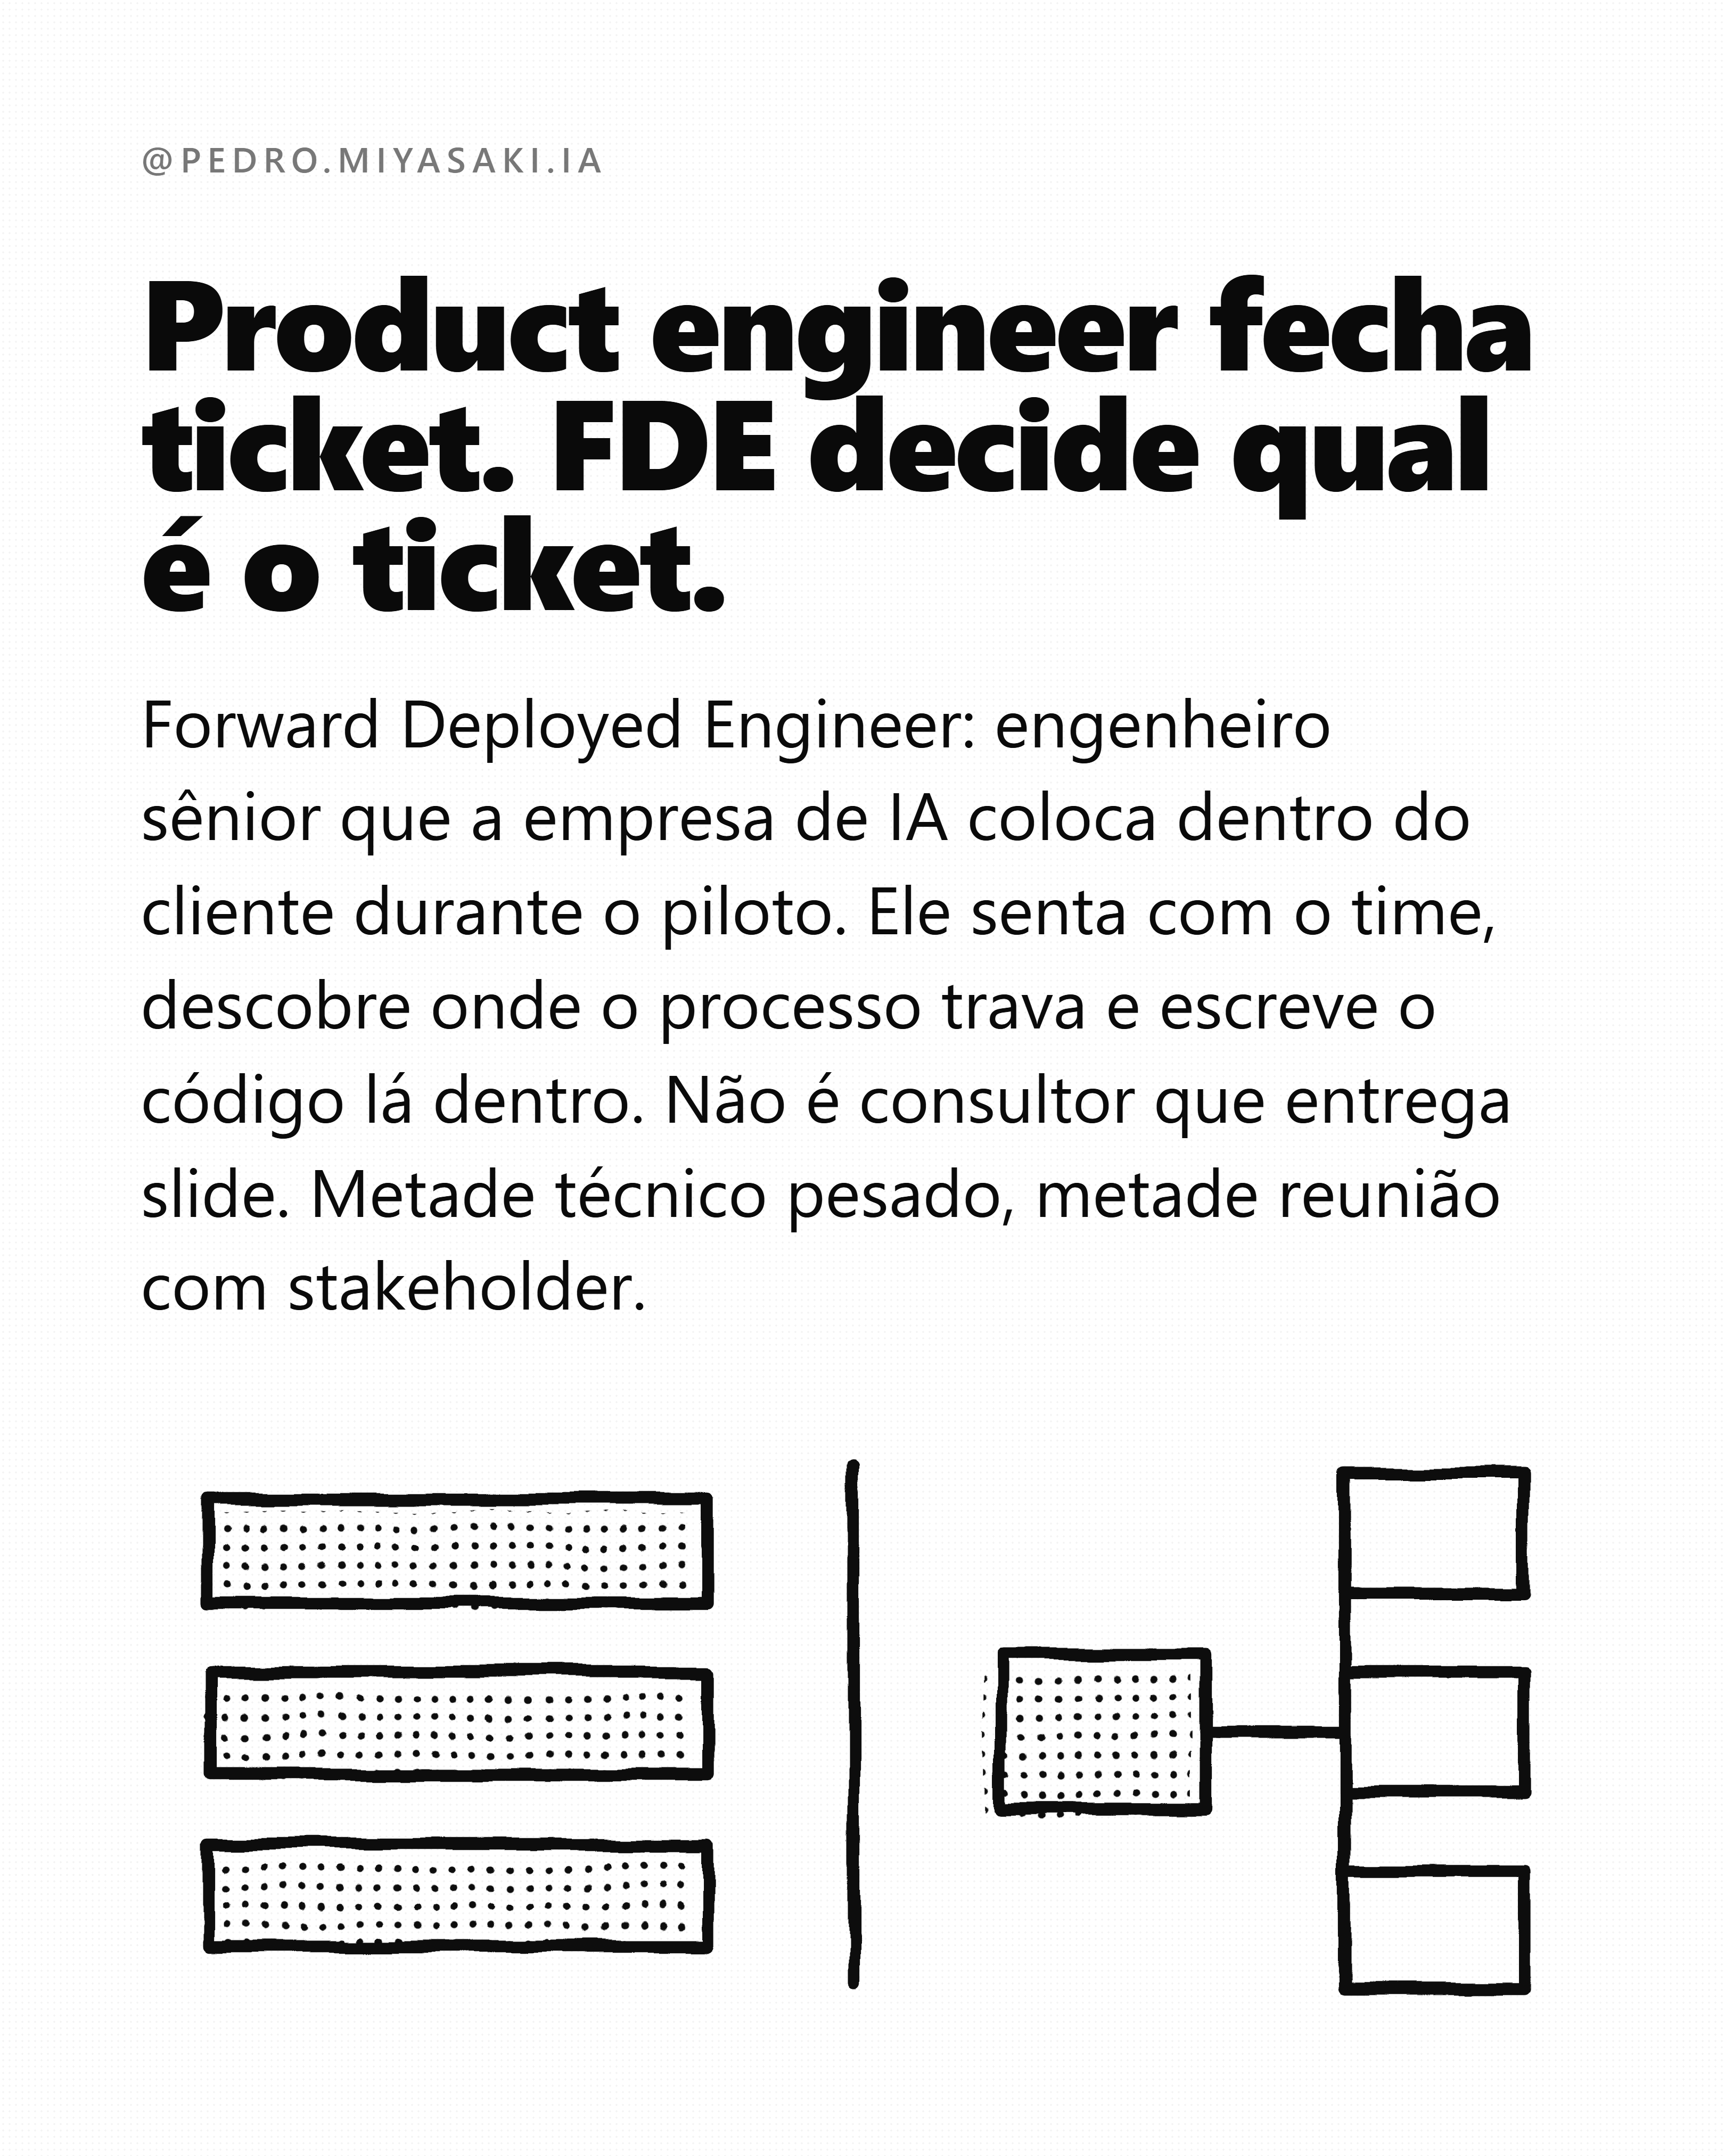 @PEDRO.MIYASAKI.IA
Product engineer fecha
ticket. FDE decide qual
é o ticket.
Forward Deployed Engineer: engenheiro
sênior que a empresa de IA coloca dentro do
cliente durante o piloto. Ele senta com o time,
descobre onde o processo trava e escreve o
código lá dentro. Não é consultor que entrega
slide. Metade técnico pesado, metade reunião
com stakeholder.